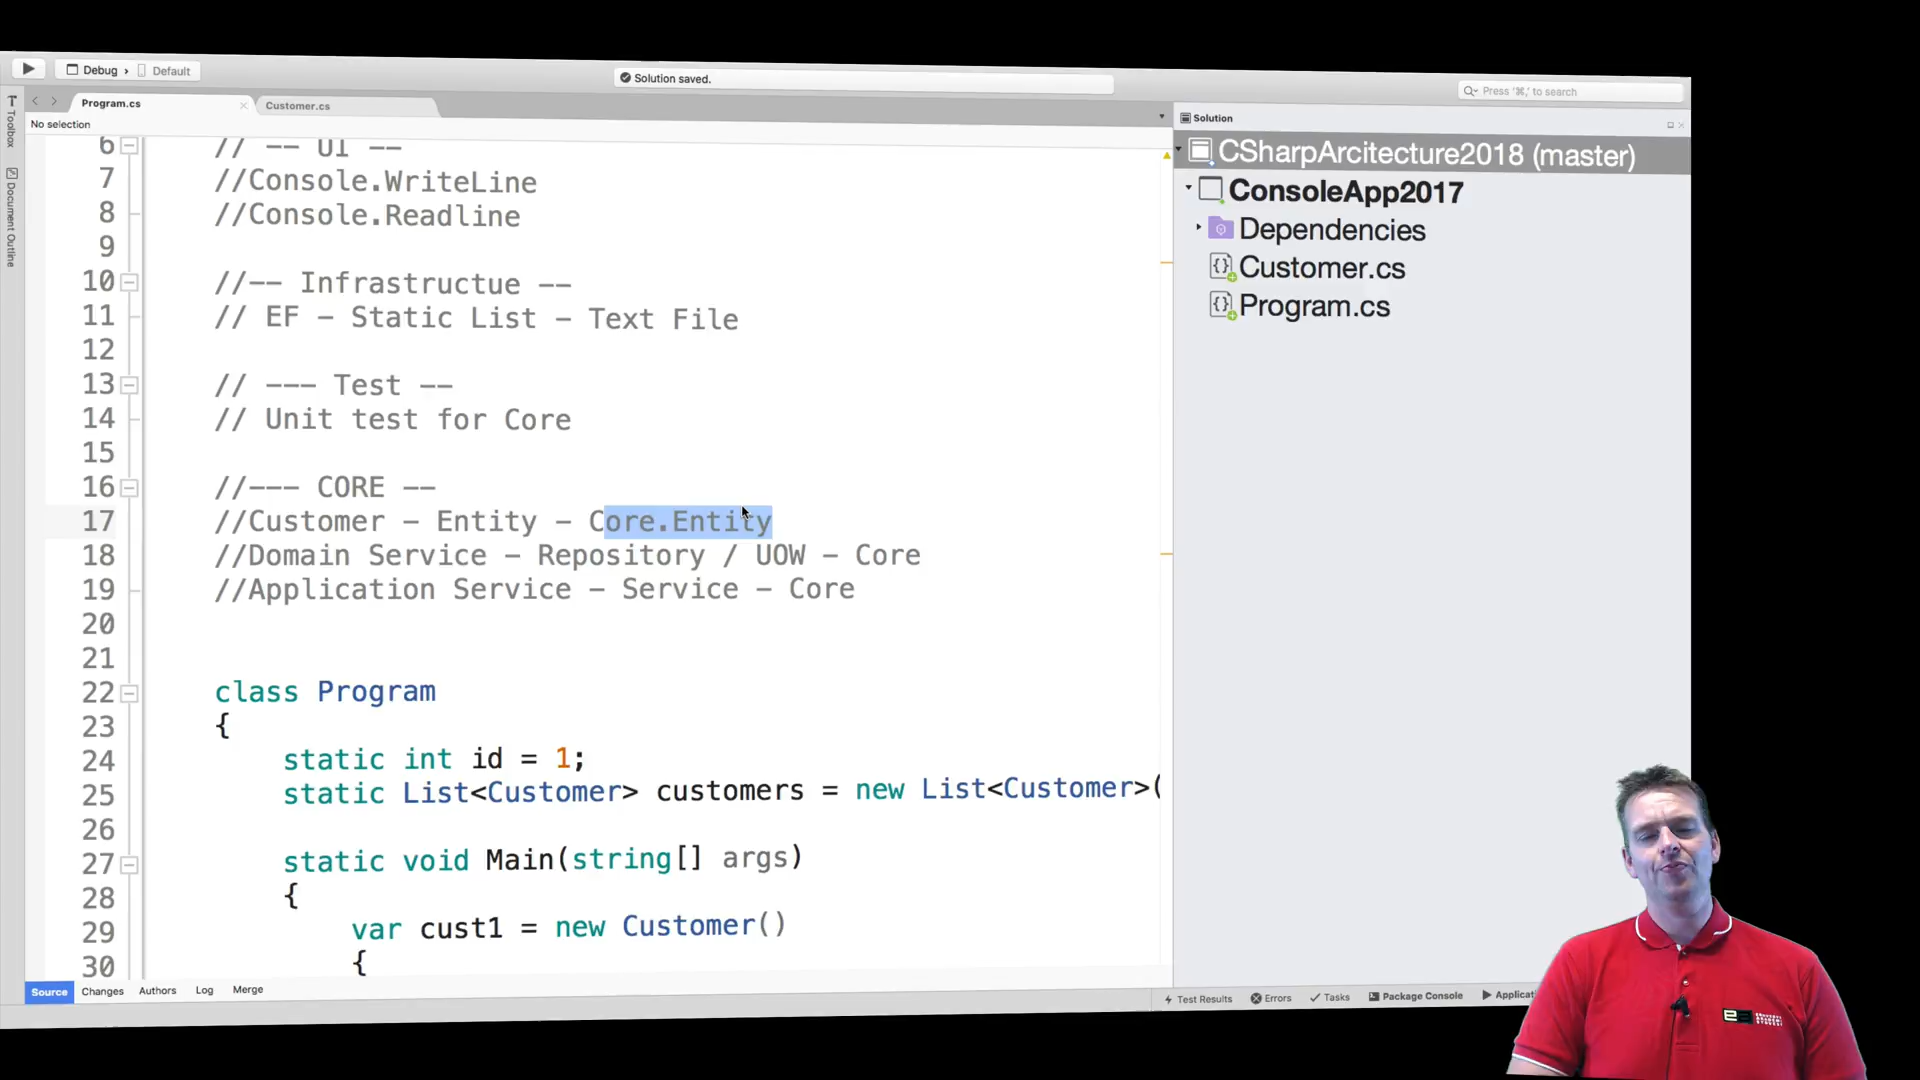 Debug › Default
Solution saved.
Press '⌘,' to search
Program.cs
Customer.cs
No selection
Toolbox
Document Outline
6 // -- UI --
7 //Console.WriteLine
8 //Console.Readline
9
10 //-- Infrastructue --
11 // EF - Static List - Text File
12
13 // --- Test --
14 // Unit test for Core
15
16 //--- CORE --
17 //Customer - Entity - Core.Entity
18 //Domain Service - Repository / UOW - Core
19 //Application Service - Service - Core
20
21
22 class Program
23 {
24 static int id = 1;
25 static List<Customer> customers = new List<Customer>(
26
27 static void Main(string[] args)
28 {
29 var cust1 = new Customer()
30 {
Source Changes Authors Log Merge
Solution
CSharpArcitecture2018 (master)
ConsoleApp2017
Dependencies
Customer.cs
Program.cs
Test Results Errors Tasks Package Console Applicati